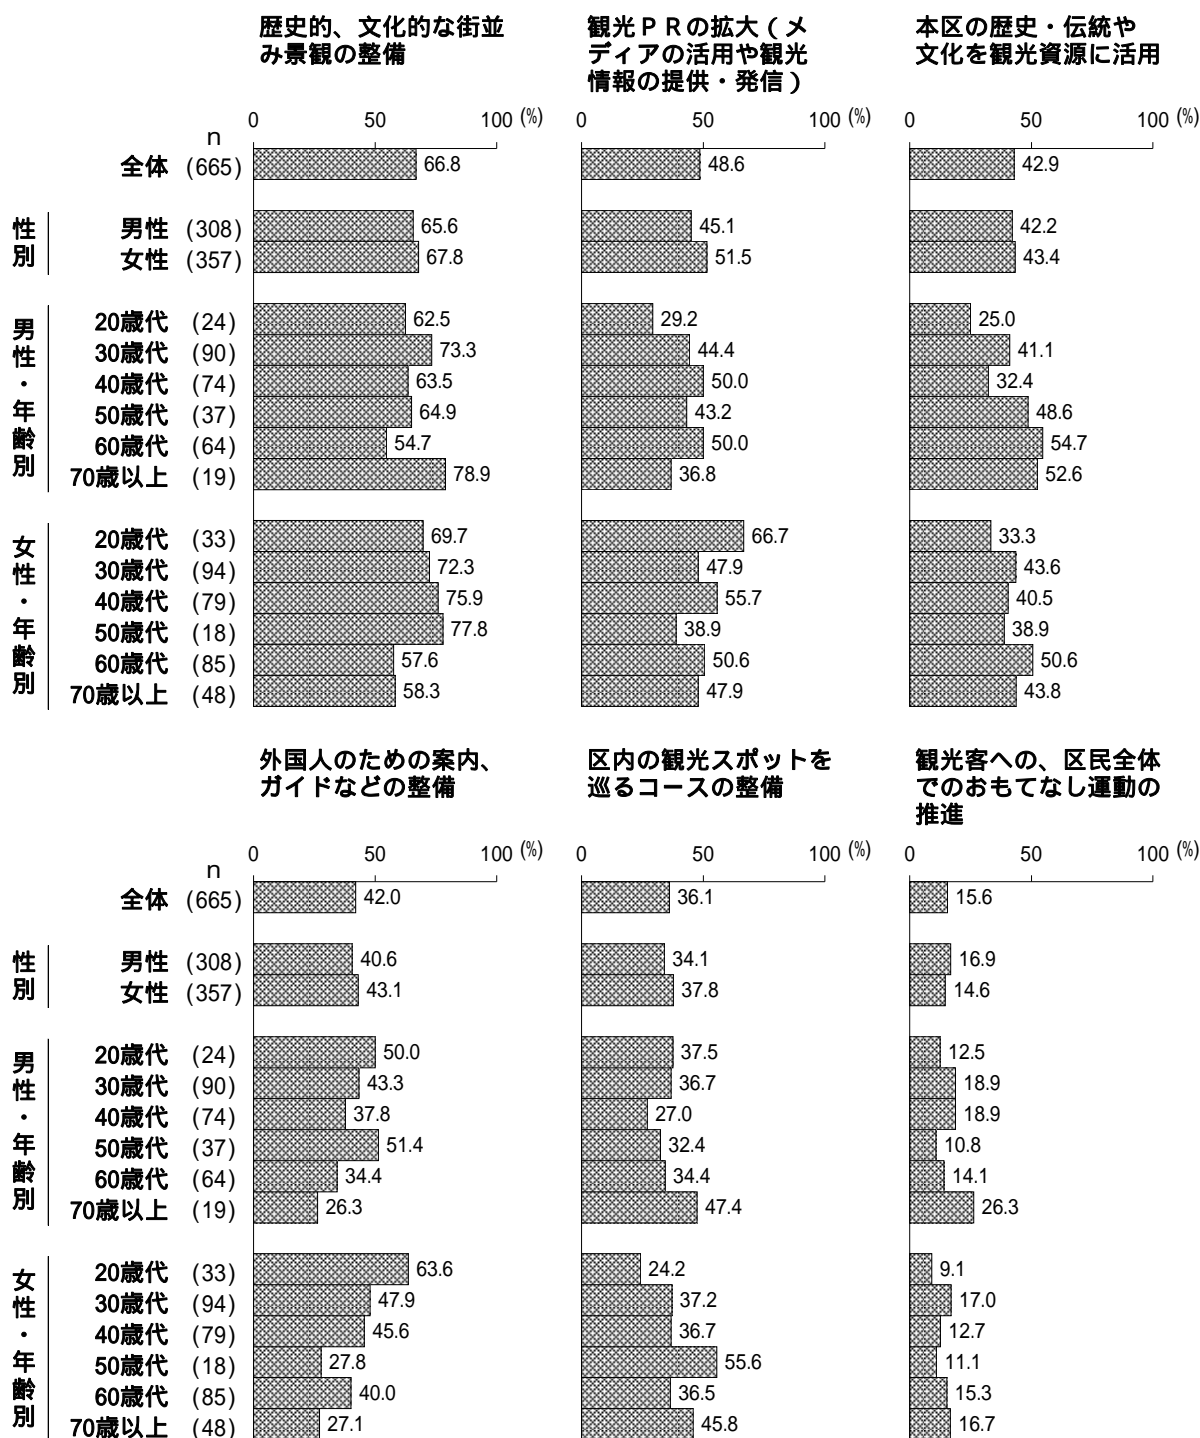 歴史的、文化的な街並
み景観の整備
観光ＰＲの拡大（メ
ディアの活用や観光
情報の提供・発信）
本区の歴史・伝統や
文化を観光資源に活用
0 50 100 (%) 0 50 100 (%) 0 50 100 (%)
n
全体 (665) 66.8 48.6 42.9
性別
男性 (308) 65.6 45.1 42.2
女性 (357) 67.8 51.5 43.4
男性・年齢別
20歳代 (24) 62.5 29.2 25.0
30歳代 (90) 73.3 44.4 41.1
40歳代 (74) 63.5 50.0 32.4
50歳代 (37) 64.9 43.2 48.6
60歳代 (64) 54.7 50.0 54.7
70歳以上 (19) 78.9 36.8 52.6
女性・年齢別
20歳代 (33) 69.7 66.7 33.3
30歳代 (94) 72.3 47.9 43.6
40歳代 (79) 75.9 55.7 40.5
50歳代 (18) 77.8 38.9 38.9
60歳代 (85) 57.6 50.6 50.6
70歳以上 (48) 58.3 47.9 43.8
外国人のための案内、
ガイドなどの整備
区内の観光スポットを
巡るコースの整備
観光客への、区民全体
でのおもてなし運動の
推進
0 50 100 (%) 0 50 100 (%) 0 50 100 (%)
n
全体 (665) 42.0 36.1 15.6
性別
男性 (308) 40.6 34.1 16.9
女性 (357) 43.1 37.8 14.6
男性・年齢別
20歳代 (24) 50.0 37.5 12.5
30歳代 (90) 43.3 36.7 18.9
40歳代 (74) 37.8 27.0 18.9
50歳代 (37) 51.4 32.4 10.8
60歳代 (64) 34.4 34.4 14.1
70歳以上 (19) 26.3 47.4 26.3
女性・年齢別
20歳代 (33) 63.6 24.2 9.1
30歳代 (94) 47.9 37.2 17.0
40歳代 (79) 45.6 36.7 12.7
50歳代 (18) 27.8 55.6 11.1
60歳代 (85) 40.0 36.5 15.3
70歳以上 (48) 27.1 45.8 16.7